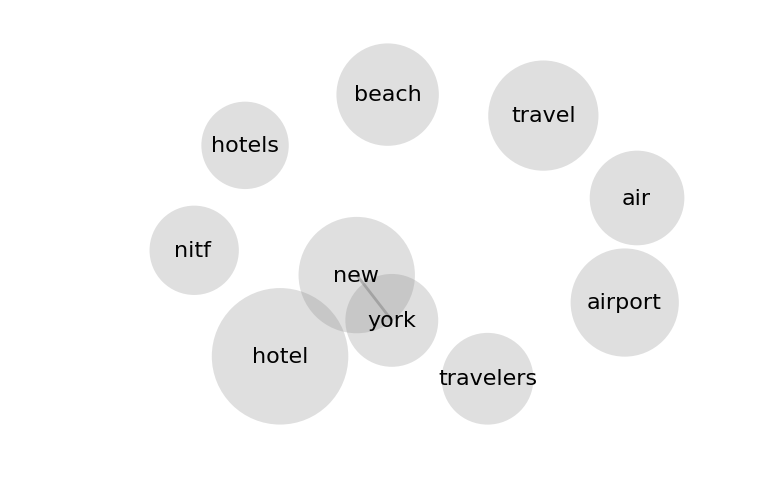 beach
travel
hotels
air
nitf
new
airport
york
hotel
travelers